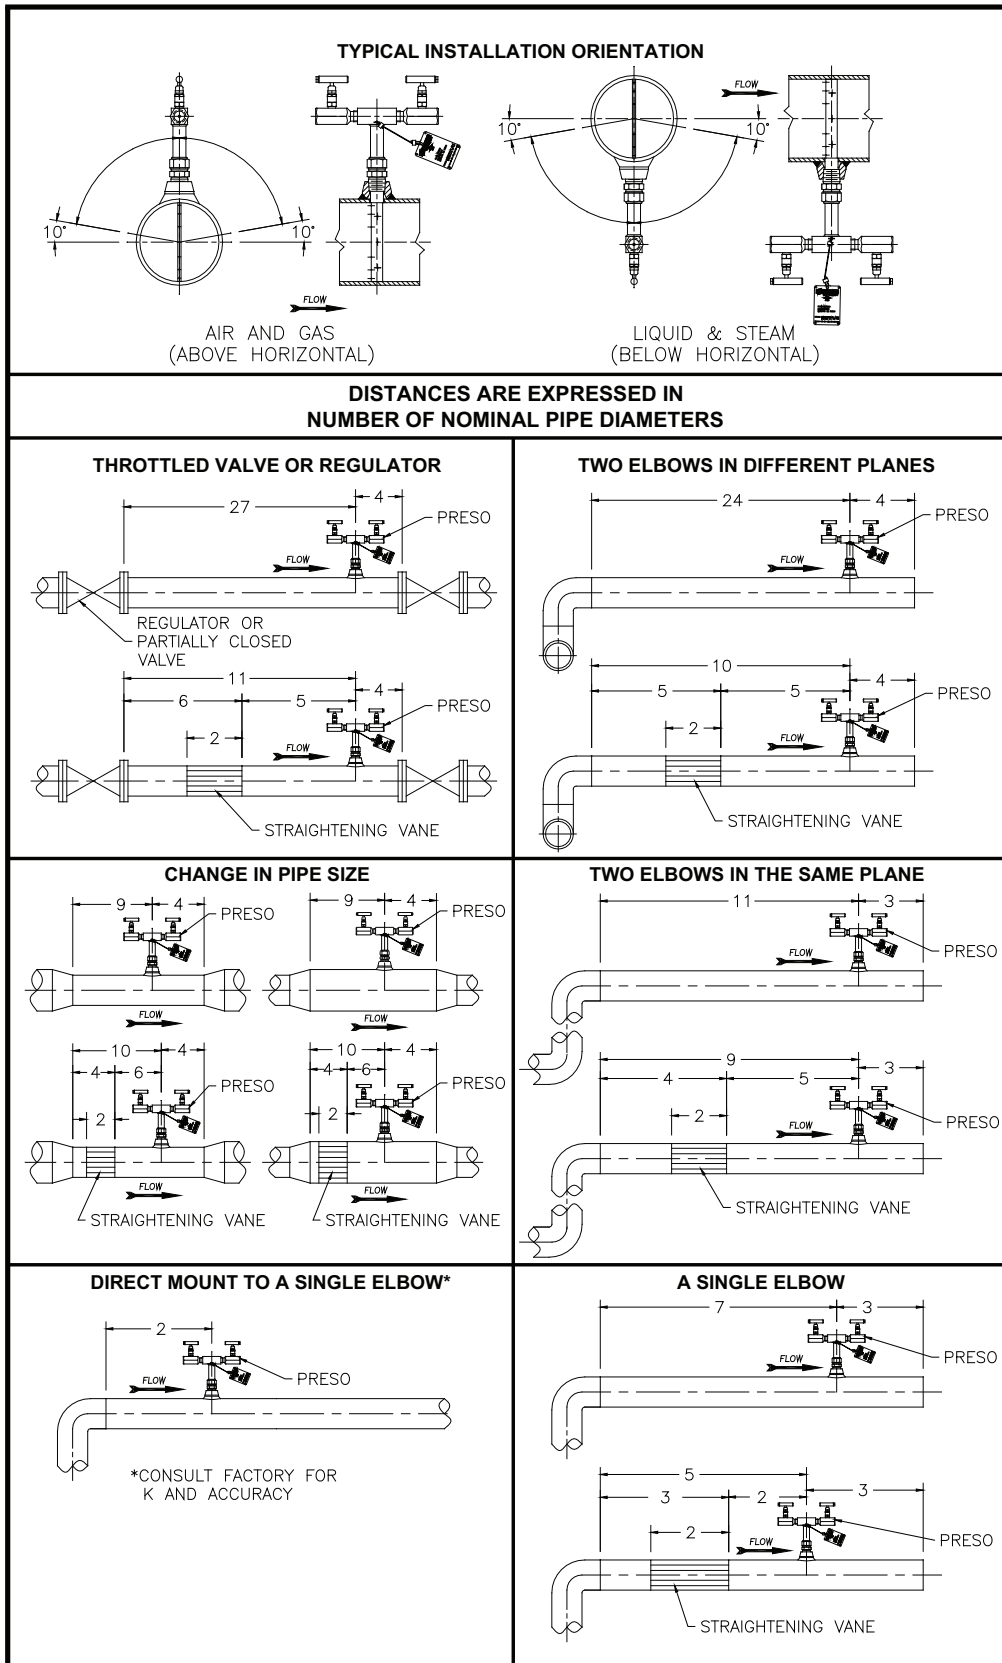 TYPICAL INSTALLATION ORIENTATION
FLOW
10°
10°
10°
10°
FLOW
AIR AND GAS
(ABOVE HORIZONTAL)
LIQUID & STEAM
(BELOW HORIZONTAL)
DISTANCES ARE EXPRESSED IN
NUMBER OF NOMINAL PIPE DIAMETERS
THROTTLED VALVE OR REGULATOR
27
4
PRESO
FLOW
REGULATOR OR
PARTIALLY CLOSED
VALVE
11
6
5
4
PRESO
2
FLOW
STRAIGHTENING VANE
TWO ELBOWS IN DIFFERENT PLANES
24
4
PRESO
FLOW
10
5
5
4
PRESO
2
FLOW
STRAIGHTENING VANE
CHANGE IN PIPE SIZE
9
4
PRESO
FLOW
9
4
PRESO
FLOW
10
4
4
6
PRESO
2
FLOW
STRAIGHTENING VANE
10
4
4
6
PRESO
2
FLOW
STRAIGHTENING VANE
TWO ELBOWS IN THE SAME PLANE
11
3
PRESO
FLOW
9
3
4
5
PRESO
2
FLOW
STRAIGHTENING VANE
DIRECT MOUNT TO A SINGLE ELBOW*
2
PRESO
FLOW
*CONSULT FACTORY FOR
K AND ACCURACY
A SINGLE ELBOW
7
3
PRESO
FLOW
5
3
2
3
2
PRESO
FLOW
STRAIGHTENING VANE